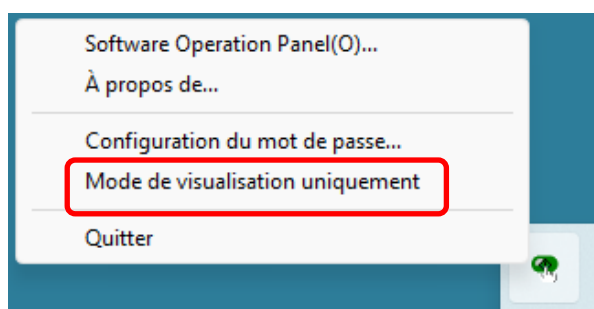 Software Operation Panel(O)...
À propos de...
Configuration du mot de passe...
Mode de visualisation uniquement
Quitter